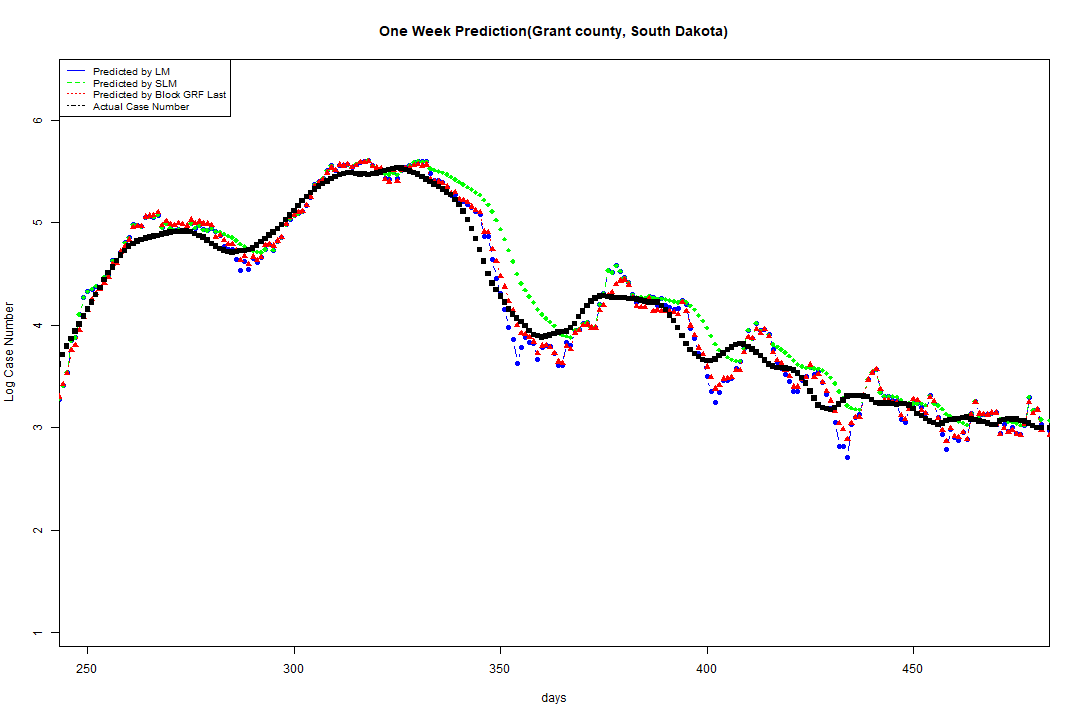 One Week Prediction(Grant county, South Dakota)
Predicted by LM
Predicted by SLM
Predicted by Block GRF Last
Actual Case Number
Log Case Number
6
5
4
3
2
1
250 300 350 400 450
days